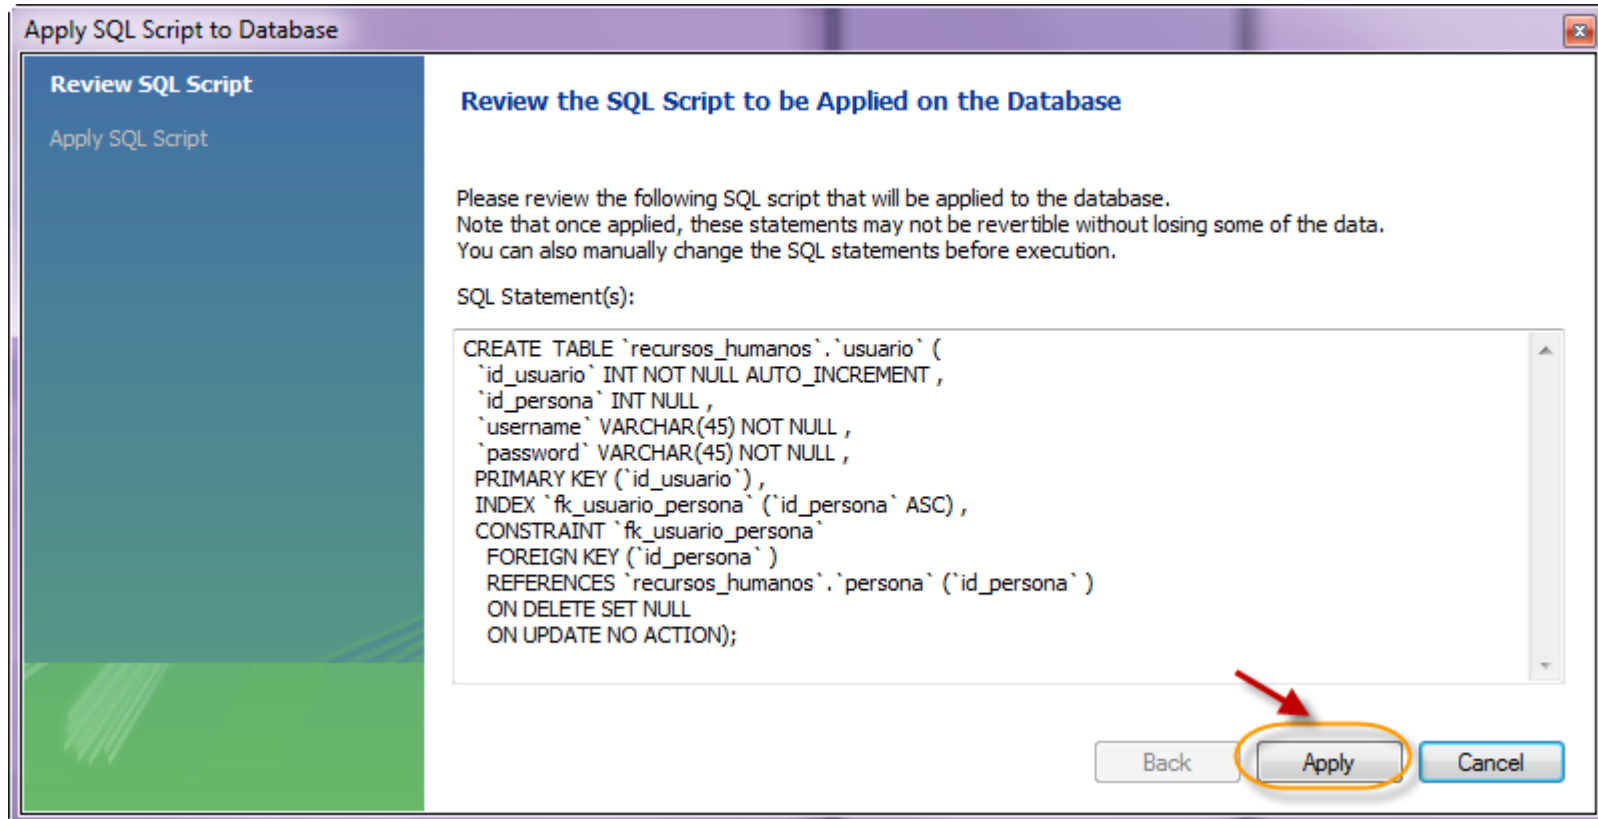 Apply SQL Script to Database
Review SQL Script
Apply SQL Script
Review the SQL Script to be Applied on the Database
Please review the following SQL script that will be applied to the database.
Note that once applied, these statements may not be revertible without losing some of the data.
You can also manually change the SQL statements before execution.
SQL Statement(s):
CREATE  TABLE `recursos_humanos`.`usuario` (
`id_usuario` INT NOT NULL AUTO_INCREMENT ,
`id_persona` INT NULL ,
`username` VARCHAR(45) NOT NULL ,
`password` VARCHAR(45) NOT NULL ,
PRIMARY KEY (`id_usuario`) ,
INDEX `fk_usuario_persona` (`id_persona` ASC) ,
CONSTRAINT `fk_usuario_persona`
FOREIGN KEY (`id_persona` )
REFERENCES `recursos_humanos`.`persona` (`id_persona` )
ON DELETE SET NULL
ON UPDATE NO ACTION);
Back
Apply
Cancel